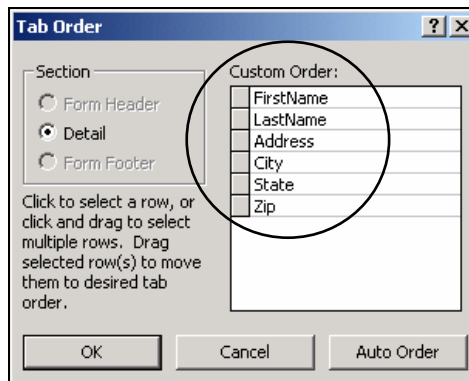 Tab Order
Section
Form Header
Detail
Form Footer
Click to select a row, or
click and drag to select
multiple rows. Drag
selected row(s) to move
them to desired tab
order.
Custom Order:
FirstName
LastName
Address
City
State
Zip
OK
Cancel
Auto Order